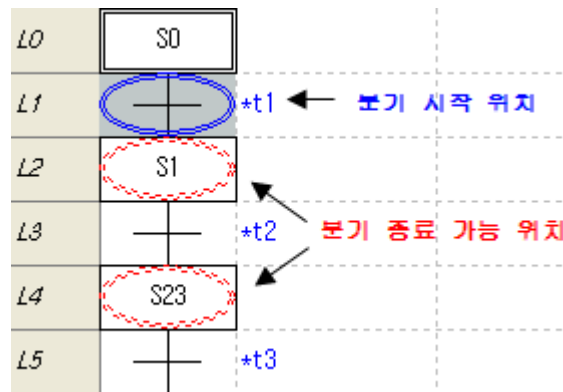 L0 S0
L1 *t1 분기 시작 위치
L2 S1
L3 *t2 분기 종료 가능 위치
L4 S23
L5 *t3